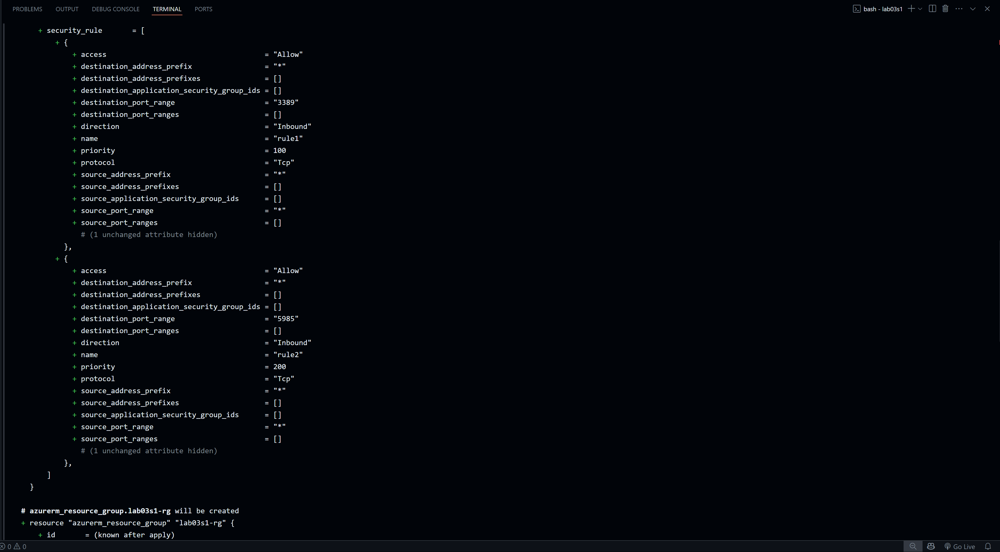 PROBLEMS OUTPUT DEBUG CONSOLE TERMINAL PORTS bash - lab03s1
+ security_rule       = [
+ {
+ access                                     = "Allow"
+ destination_address_prefix                 = "*"
+ destination_address_prefixes               = []
+ destination_application_security_group_ids = []
+ destination_port_range                     = "3389"
+ destination_port_ranges                    = []
+ direction                                  = "Inbound"
+ name                                       = "rule1"
+ priority                                   = 100
+ protocol                                   = "Tcp"
+ source_address_prefix                      = "*"
+ source_address_prefixes                    = []
+ source_application_security_group_ids      = []
+ source_port_range                          = "*"
+ source_port_ranges                         = []
# (1 unchanged attribute hidden)
},
+ {
+ access                                     = "Allow"
+ destination_address_prefix                 = "*"
+ destination_address_prefixes               = []
+ destination_application_security_group_ids = []
+ destination_port_range                     = "5985"
+ destination_port_ranges                    = []
+ direction                                  = "Inbound"
+ name                                       = "rule2"
+ priority                                   = 200
+ protocol                                   = "Tcp"
+ source_address_prefix                      = "*"
+ source_address_prefixes                    = []
+ source_application_security_group_ids      = []
+ source_port_range                          = "*"
+ source_port_ranges                         = []
# (1 unchanged attribute hidden)
},
]
}
# azurerm_resource_group.lab03s1-rg will be created
+ resource "azurerm_resource_group" "lab03s1-rg" {
+ id       = (known after apply)
0 0 Go Live